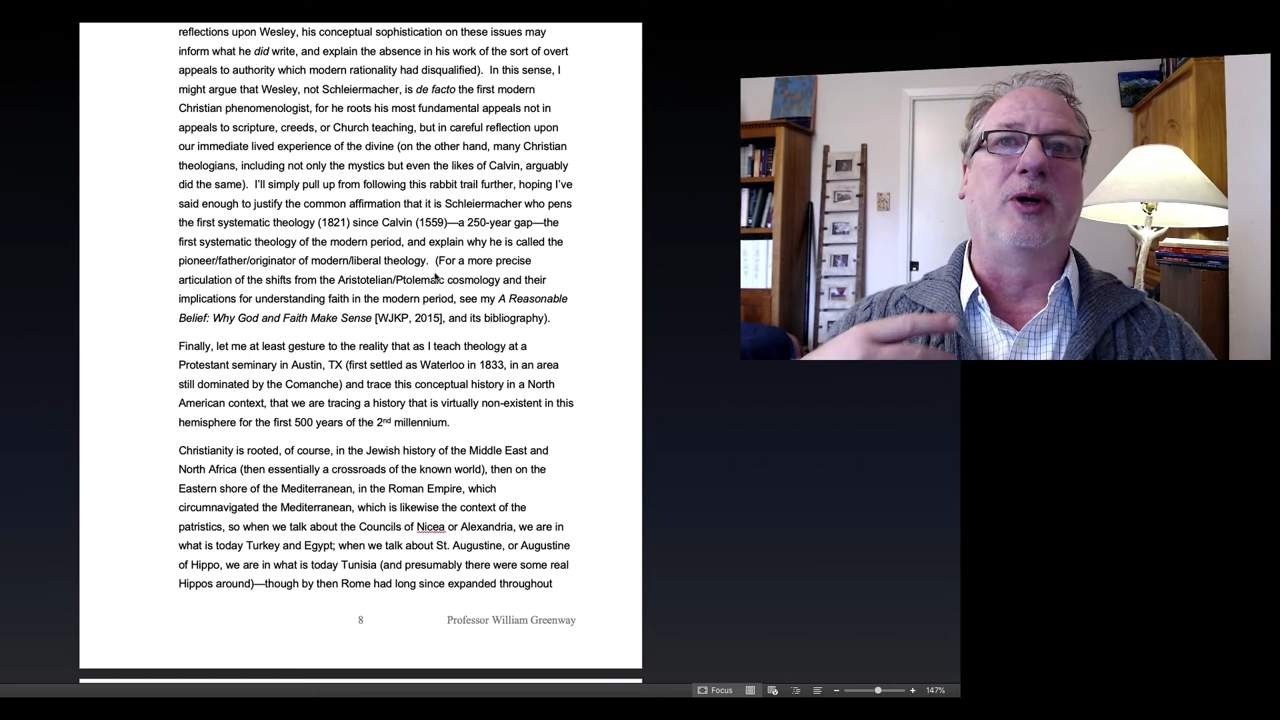 reflections upon Wesley, his conceptual sophistication on these issues may
inform what he did write, and explain the absence in his work of the sort of overt
appeals to authority which modern rationality had disqualified).  In this sense, I
might argue that Wesley, not Schleiermacher, is de facto the first modern
Christian phenomenologist, for he roots his most fundamental appeals not in
appeals to scripture, creeds, or Church teaching, but in careful reflection upon
our immediate lived experience of the divine (on the other hand, many Christian
theologians, including not only the mystics but even the likes of Calvin, arguably
did the same).  I’ll simply pull up from following this rabbit trail further, hoping I’ve
said enough to justify the common affirmation that it is Schleiermacher who pens
the first systematic theology (1821) since Calvin (1559)—a 250-year gap—the
first systematic theology of the modern period, and explain why he is called the
pioneer/father/originator of modern/liberal theology.  (For a more precise
articulation of the shifts from the Aristotelian/Ptolemaic cosmology and their
implications for understanding faith in the modern period, see my A Reasonable
Belief: Why God and Faith Make Sense [WJKP, 2015], and its bibliography).
Finally, let me at least gesture to the reality that as I teach theology at a
Protestant seminary in Austin, TX (first settled as Waterloo in 1833, in an area
still dominated by the Comanche) and trace this conceptual history in a North
American context, that we are tracing a history that is virtually non-existent in this
hemisphere for the first 500 years of the 2nd millennium.
Christianity is rooted, of course, in the Jewish history of the Middle East and
North Africa (then essentially a crossroads of the known world), then on the
Eastern shore of the Mediterranean, in the Roman Empire, which
circumnavigated the Mediterranean, which is likewise the context of the
patristics, so when we talk about the Councils of Nicea or Alexandria, we are in
what is today Turkey and Egypt; when we talk about St. Augustine, or Augustine
of Hippo, we are in what is today Tunisia (and presumably there were some real
Hippos around)—though by then Rome had long since expanded throughout
8 Professor William Greenway
Focus 147%